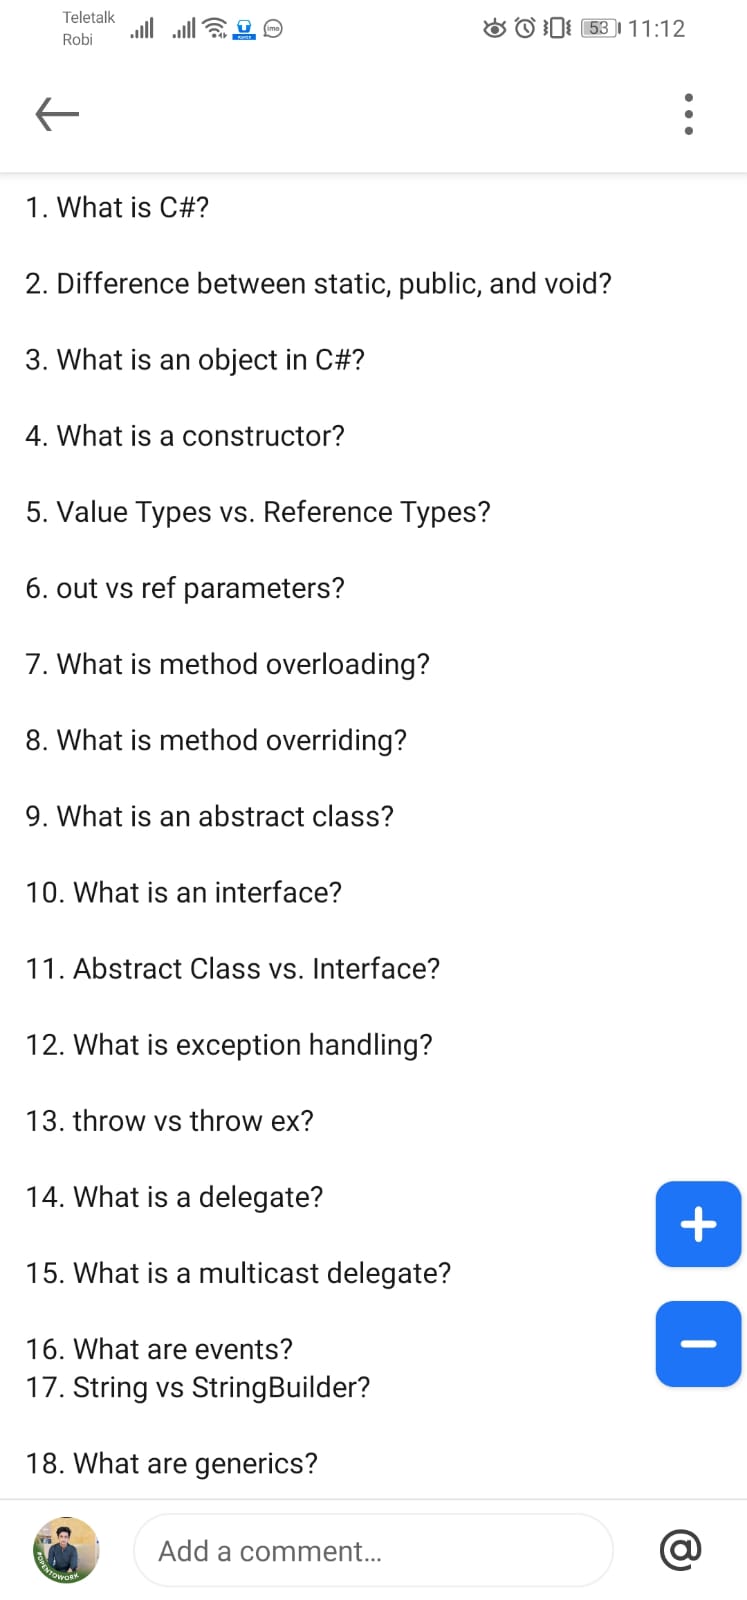 Teletalk
Robi
imo
53 11:12
1. What is C#?
2. Difference between static, public, and void?
3. What is an object in C#?
4. What is a constructor?
5. Value Types vs. Reference Types?
6. out vs ref parameters?
7. What is method overloading?
8. What is method overriding?
9. What is an abstract class?
10. What is an interface?
11. Abstract Class vs. Interface?
12. What is exception handling?
13. throw vs throw ex?
14. What is a delegate?
15. What is a multicast delegate?
16. What are events?
17. String vs StringBuilder?
18. What are generics?
#OPENTOWORK
Add a comment...
@